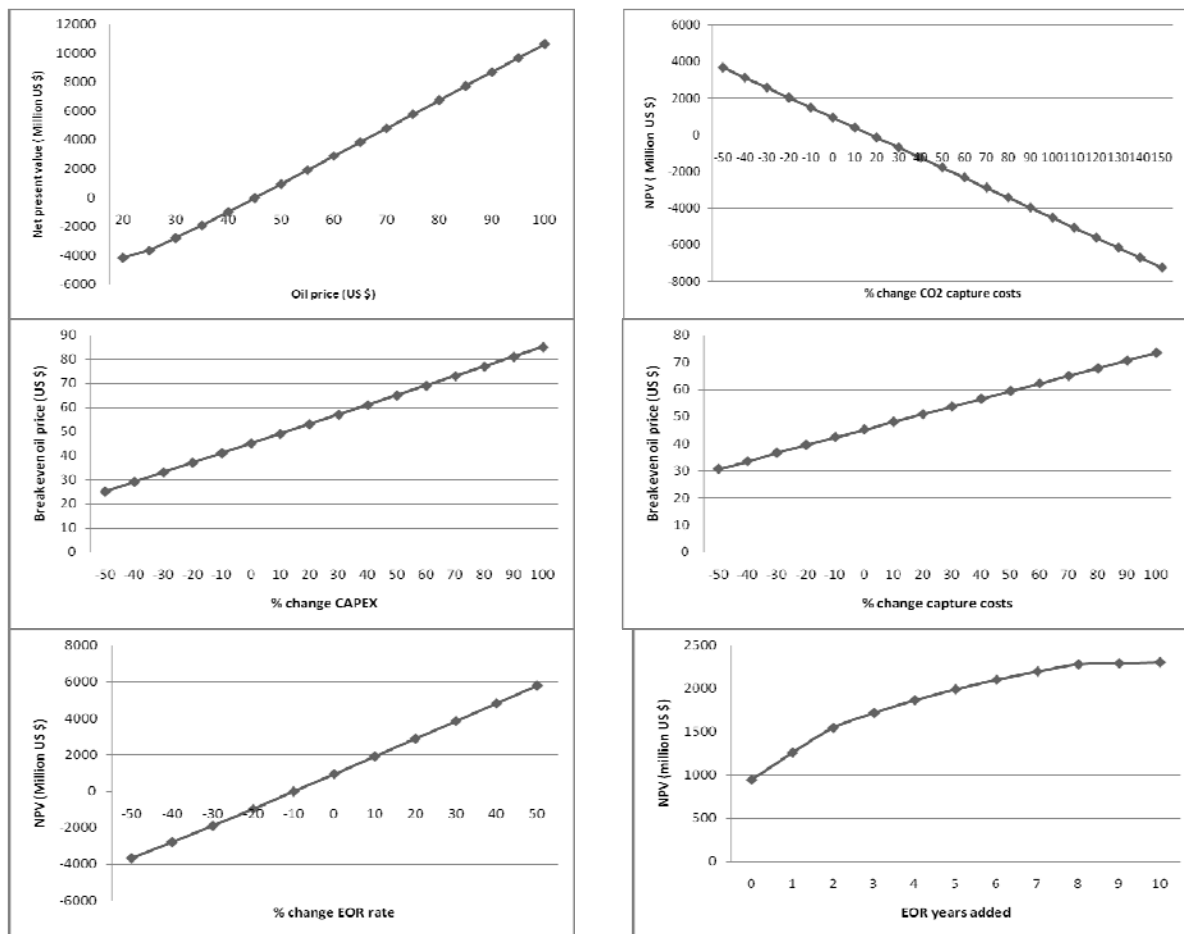 12000
10000
8000
6000
4000
2000
0
-2000
-4000
-6000
20 30 40 50 60 70 80 90 100
Net present value ( Million US $)
Oil price (US $)
6000
4000
2000
0
-2000
-4000
-6000
-8000
-50 -40 -30 -20 -10 0 10 20 30 40 50 60 70 80 90 100 110 120 130 140 150
NPV ( Million US $)
% change CO2 capture costs
90
80
70
60
50
40
30
20
10
0
-50 -40 -30 -20 -10 0 10 20 30 40 50 60 70 80 90 100
Breakeven oil price (US $)
% change CAPEX
80
70
60
50
40
30
20
10
0
-50 -40 -30 -20 -10 0 10 20 30 40 50 60 70 80 90 100
Breakeven oil price (US $)
% change capture costs
8000
6000
4000
2000
0
-2000
-4000
-6000
-50 -40 -30 -20 -10 0 10 20 30 40 50
NPV (Million US $)
% change EOR rate
2500
2000
1500
1000
500
0
0 1 2 3 4 5 6 7 8 9 10
NPV (million US $)
EOR years added